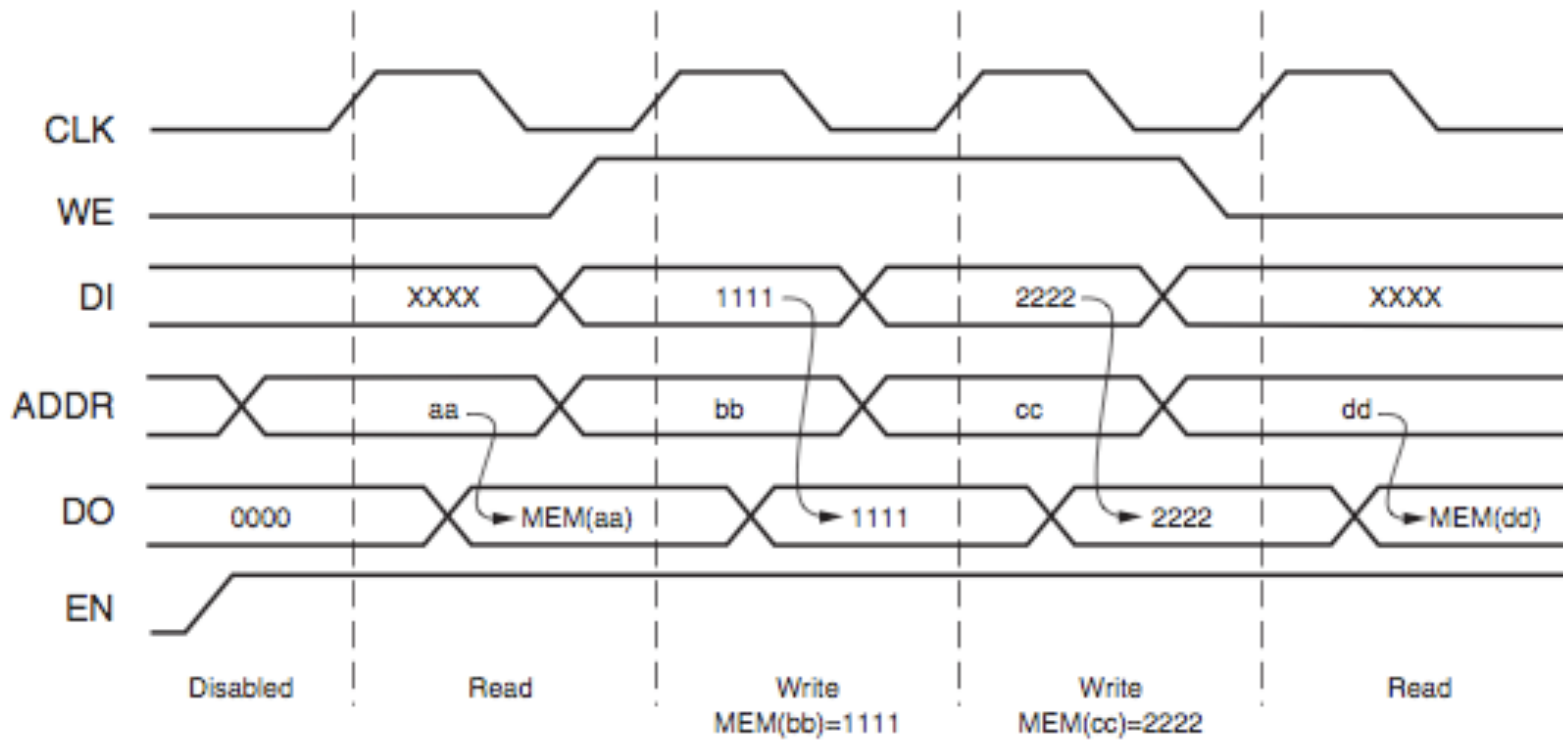 CLK
WE
DI XXXX 1111 2222 XXXX
ADDR aa bb cc dd
DO 0000 MEM(aa) 1111 2222 MEM(dd)
EN
Disabled Read Write Write Read
MEM(bb)=1111 MEM(cc)=2222